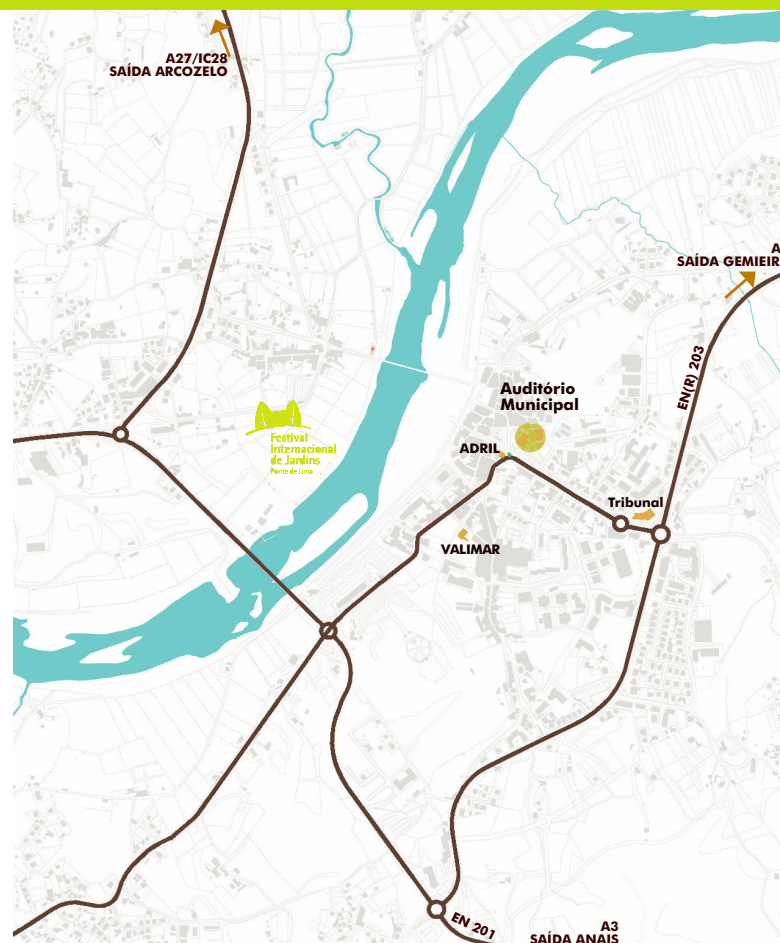 A27/IC28
SAÍDA ARCOZELO
A
SAÍDA GEMIEIR
EN(R) 203
Auditório
Municipal
Festival
Internacional
de Jardins
Ponte de Lima
ADRIL
Tribunal
VALIMAR
EN 201
A3
SAÍDA ANAIS